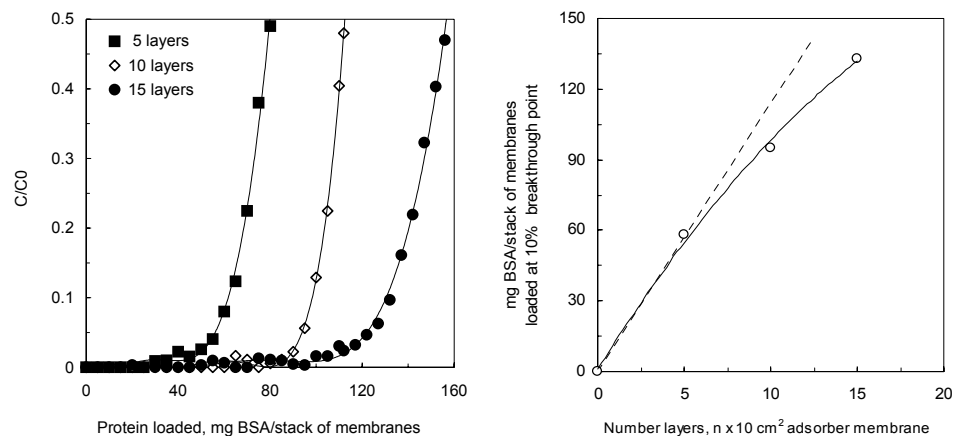 0.5
0.4
0.3
0.2
0.1
0
C/C0
5 layers
10 layers
15 layers
0 40 80 120 160
Protein loaded, mg BSA/stack of membranes
150
120
90
60
30
0
mg BSA/stack of membranes
loaded at 10% breakthrough point
0 5 10 15 20
Number layers, n x 10 cm² adsorber membrane